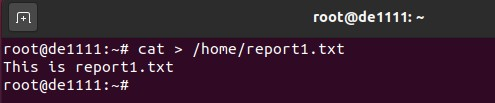 root@de1111: ~
root@de1111:~# cat > /home/report1.txt
This is report1.txt
root@de1111:~#